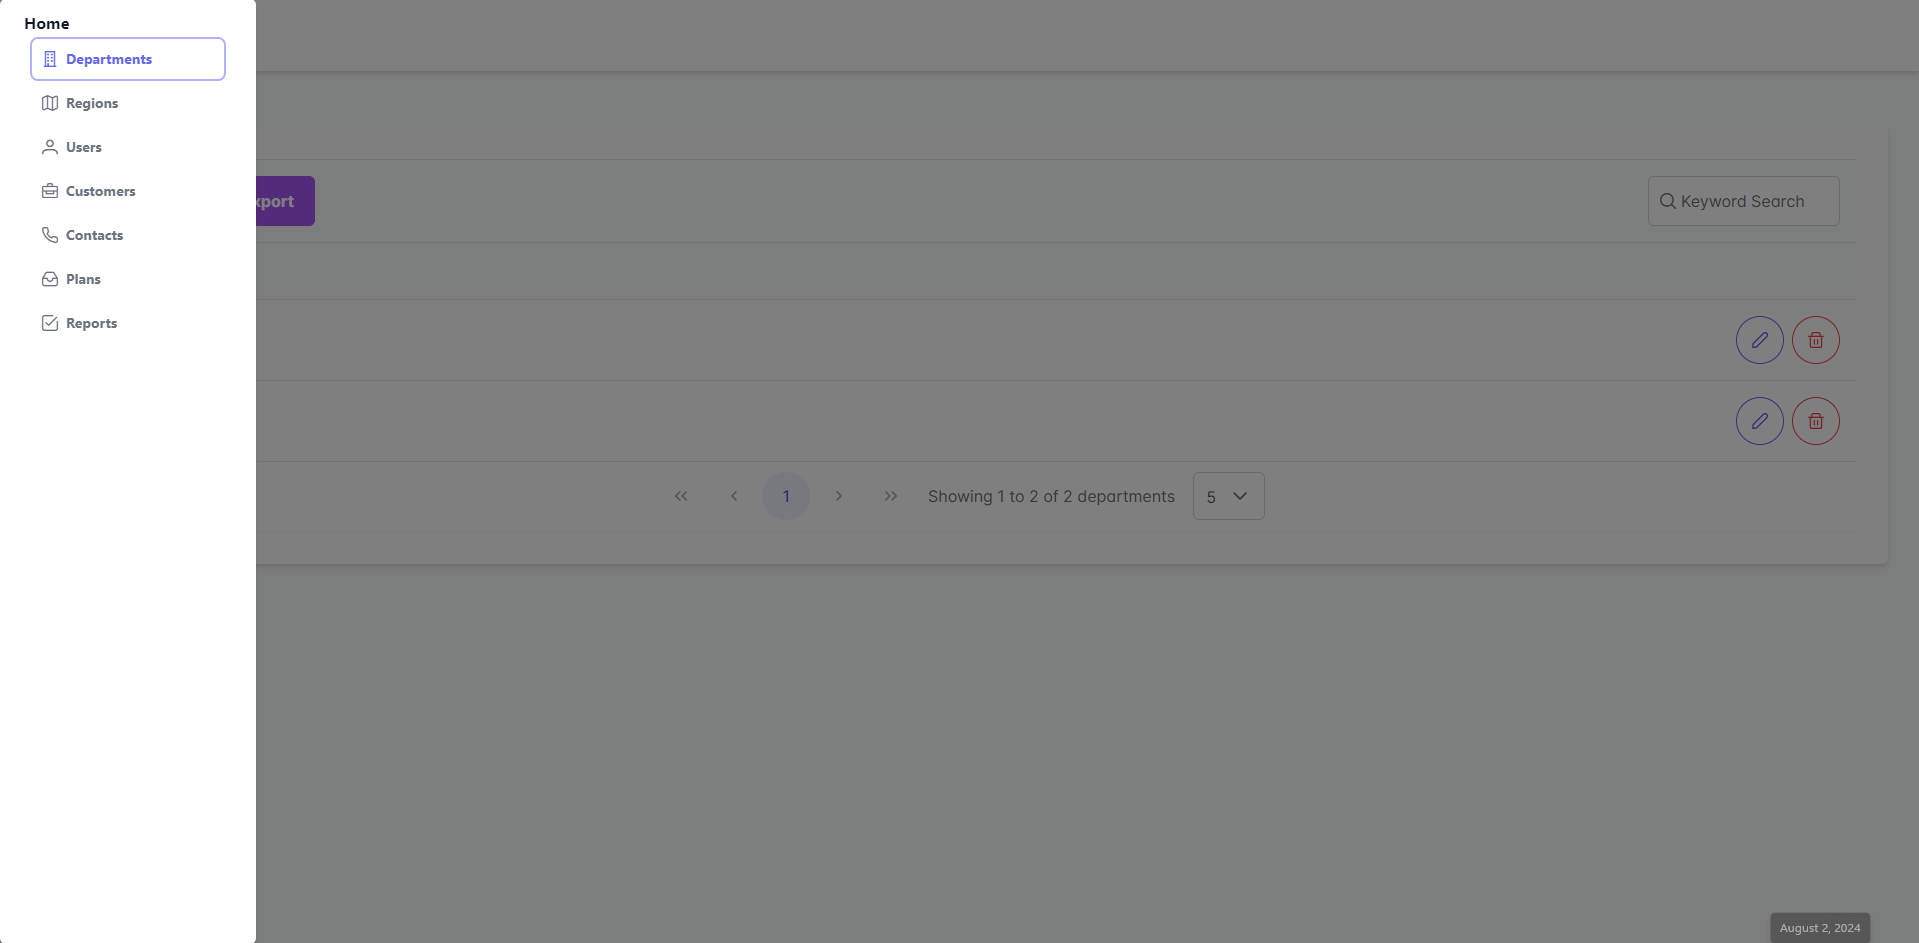 Home
Departments
Regions
Users
Customers
Contacts
Plans
Reports
xport
Keyword Search
1
Showing 1 to 2 of 2 departments
5
August 2, 2024